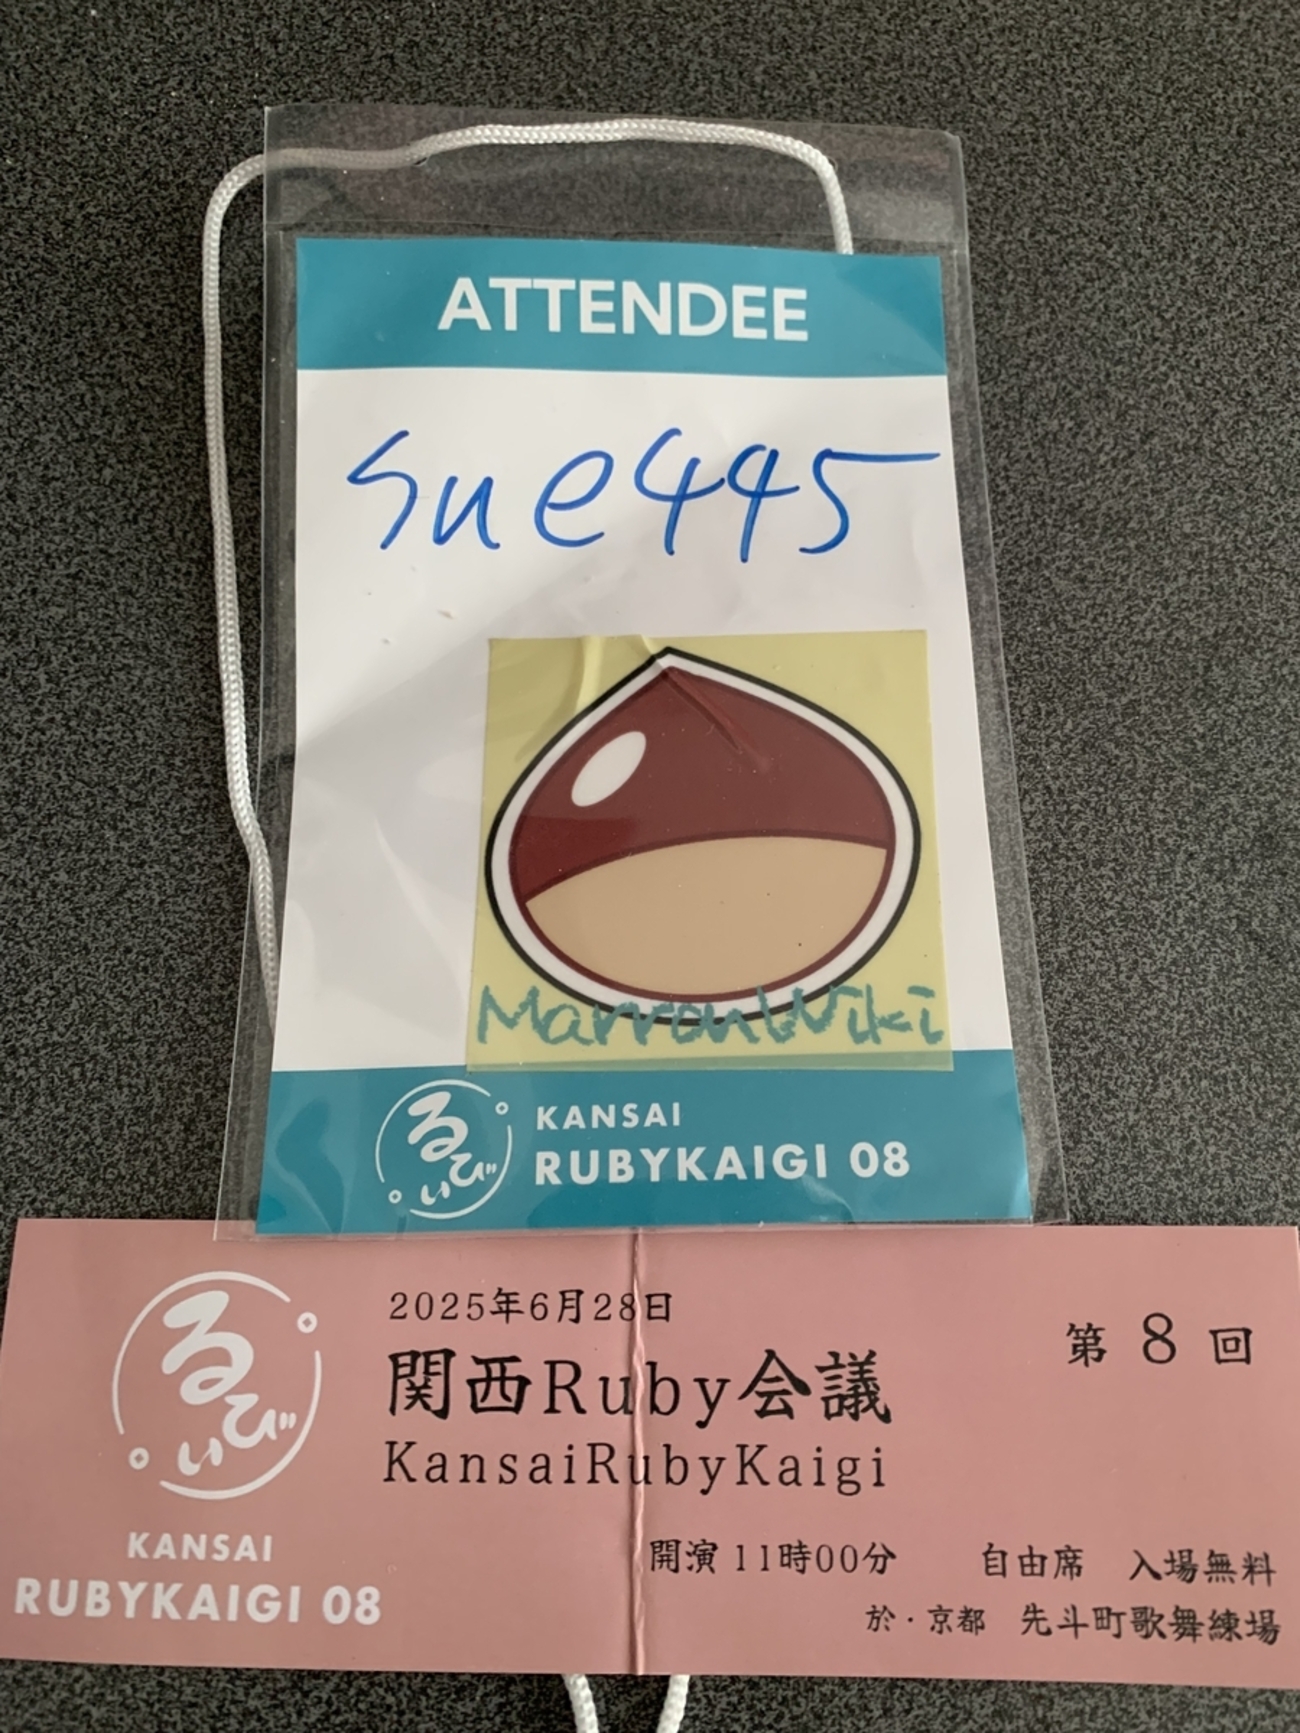 ATTENDEE
sue445
MarronWiki
るびぃ
KANSAI
RUBYKAIGI 08
るびぃ
KANSAI
RUBYKAIGI 08
2025年6月28日
関西Ruby会議
KansaiRubyKaigi
第8回
開演11時00分 自由席 入場無料
於・京都 先斗町歌舞練場